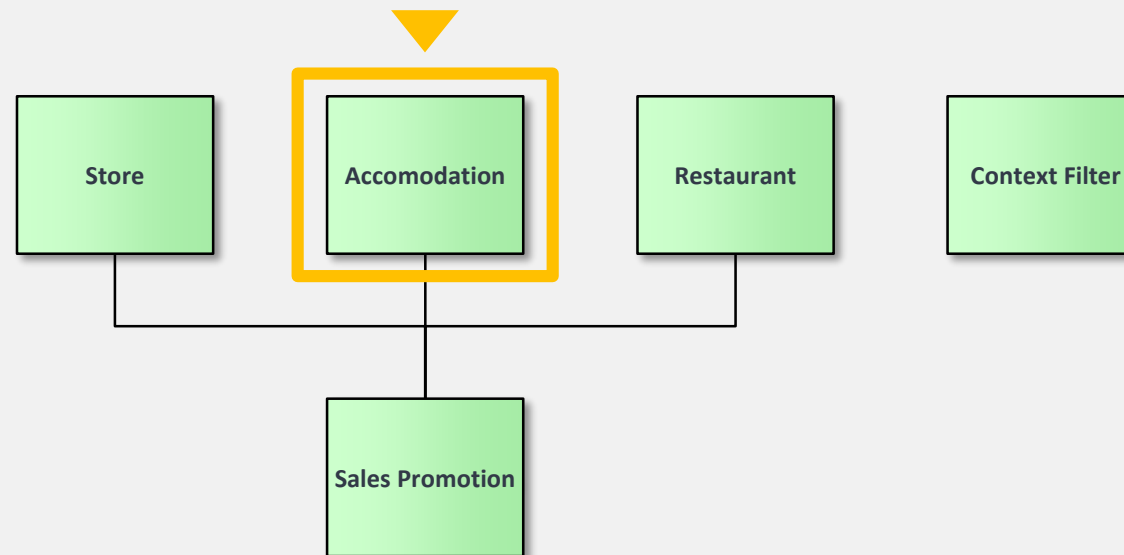 Store
Accomodation
Restaurant
Context Filter
Sales Promotion